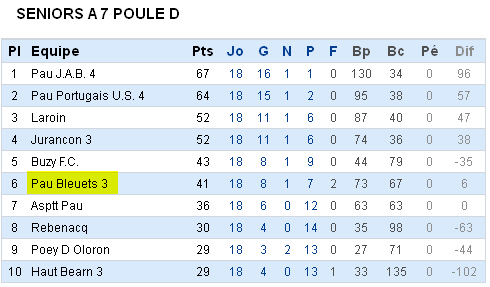 SENIORS A 7 POULE D
Pl Equipe Pts Jo G N P F Bp Bc Pé Dif
1 Pau J.A.B. 4 67 18 16 1 1 0 130 34 0 96
2 Pau Portugais U.S. 4 64 18 15 1 2 0 95 38 0 57
3 Laroin 52 18 11 1 6 0 87 40 0 47
4 Jurancon 3 52 18 11 1 6 0 74 36 0 38
5 Buzy F.C. 43 18 8 1 9 0 44 79 0 -35
6 Pau Bleuets 3 41 18 8 1 7 2 73 67 0 6
7 Asptt Pau 36 18 6 0 12 0 63 63 0 0
8 Rebenacq 30 18 4 0 14 0 35 98 0 -63
9 Poey D Oloron 29 18 3 2 13 0 27 71 0 -44
10 Haut Bearn 3 29 18 4 0 13 1 33 135 0 -102